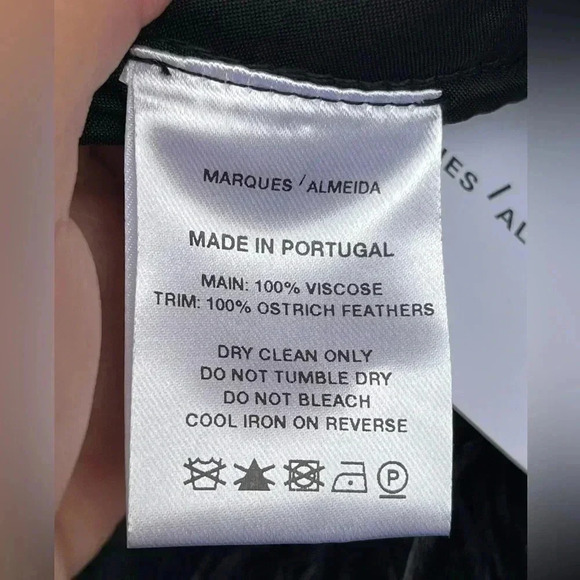 MARQUES / ALMEIDA
MADE IN PORTUGAL
MAIN: 100% VISCOSE
TRIM: 100% OSTRICH FEATHERS
DRY CLEAN ONLY
DO NOT TUMBLE DRY
DO NOT BLEACH
COOL IRON ON REVERSE
P